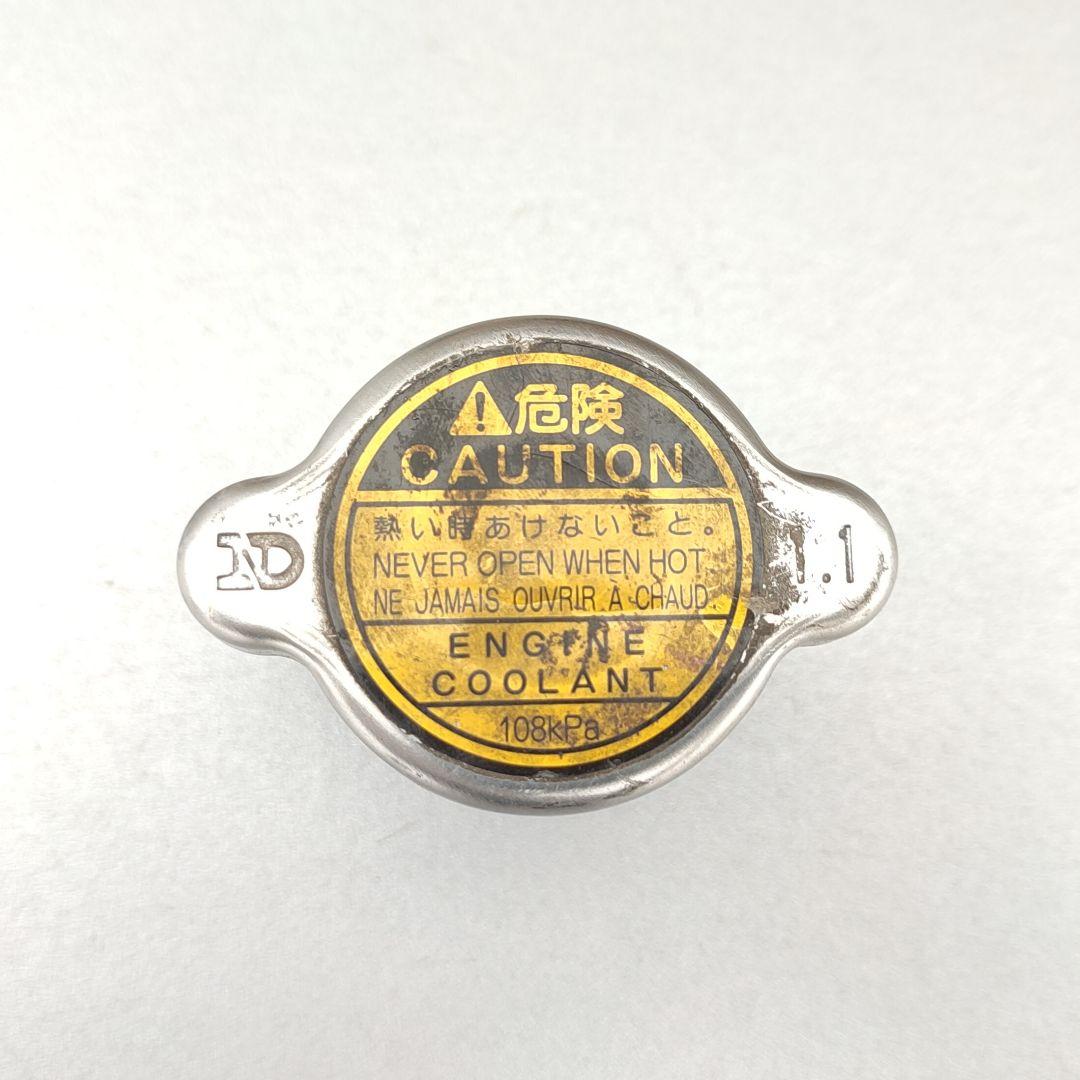 危険
CAUTION
熱い時あけないこと。
NEVER OPEN WHEN HOT
NE JAMAIS OUVRIR À CHAUD.
ENGINE
COOLANT
108kPa
ND
1.1